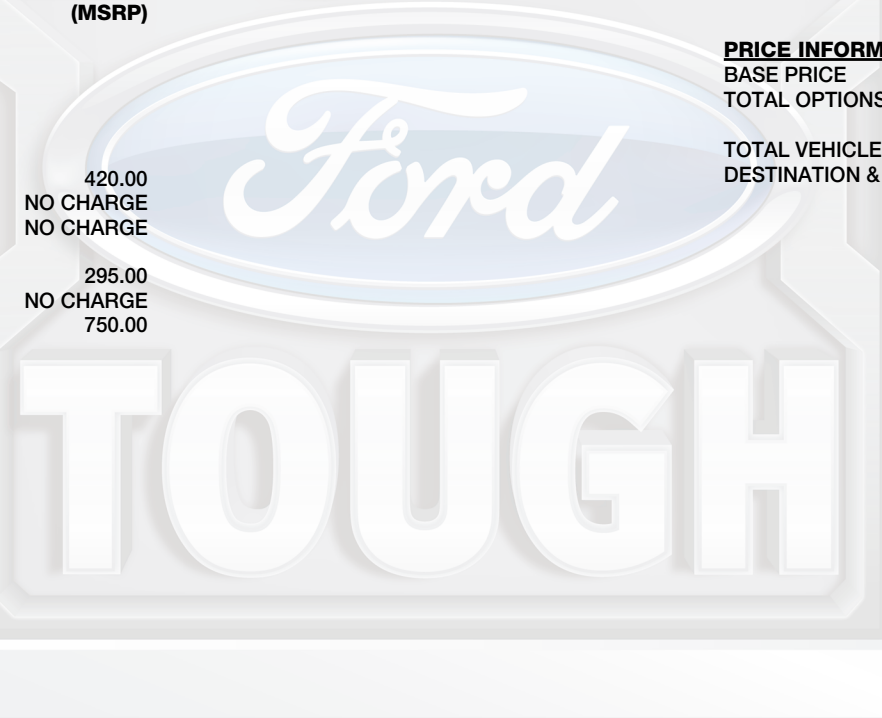 (MSRP)
420.00
NO CHARGE
NO CHARGE
295.00
NO CHARGE
750.00
PRICE INFORM
BASE PRICE
TOTAL OPTIONS
TOTAL VEHICLE
DESTINATION &
Ford
TOUGH